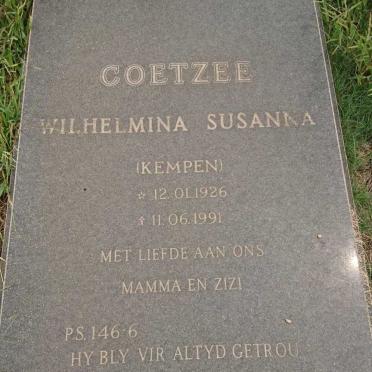 COETZEE
WILHELMINA SUSANNA
(KEMPEN)
☆ 12.01.1926
✝ 11.06.1991
MET LIEFDE AAN ONS
MAMMA EN ZIZI
PS. 146-6
HY BLY VIR ALTYD GETROU